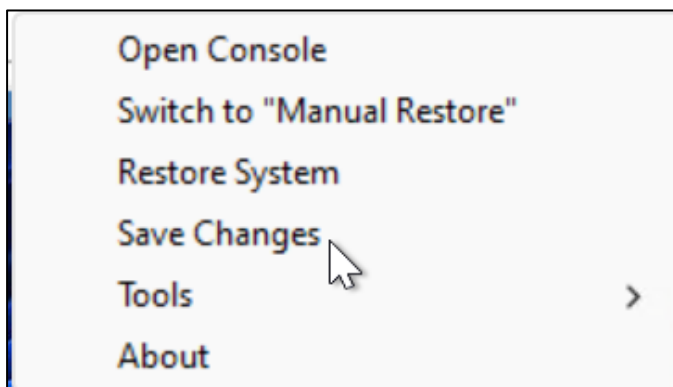 Open Console
Switch to "Manual Restore"
Restore System
Save Changes
Tools
About